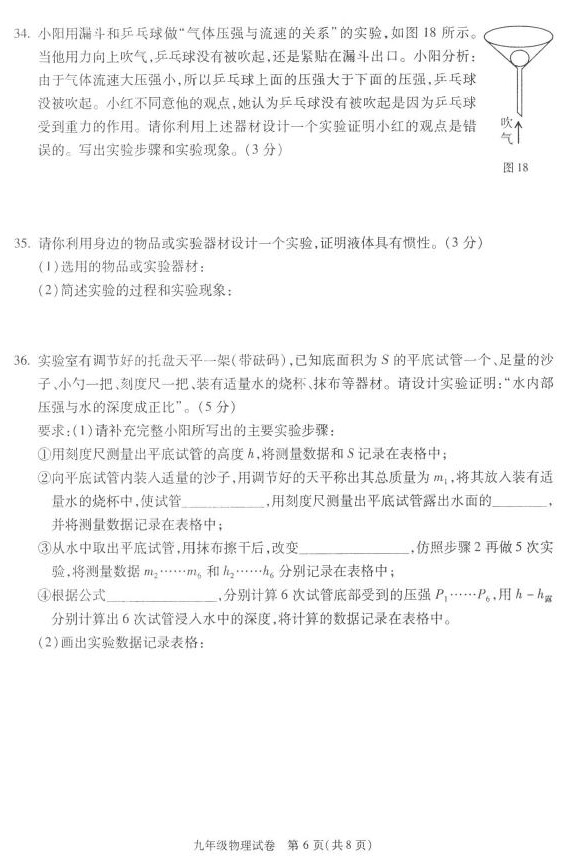 34. 小阳用漏斗和乒乓球做“气体压强与流速的关系”的实验,如图 18 所示。
当他用力向上吹气,乒乓球没有被吹起,还是紧贴在漏斗出口。小阳分析:
由于气体流速大压强小,所以乒乓球上面的压强大于下面的压强,乒乓球
没被吹起。小红不同意他的观点,她认为乒乓球没有被吹起是因为乒乓球
受到重力的作用。请你利用上述器材设计一个实验证明小红的观点是错
误的。写出实验步骤和实验现象。(3 分)
吹
气
图 18
35. 请你利用身边的物品或实验器材设计一个实验,证明液体具有惯性。(3 分)
(1)选用的物品或实验器材:
(2)简述实验的过程和实验现象:
36. 实验室有调节好的托盘天平一架(带砝码),已知底面积为 S 的平底试管一个、足量的沙
子、小勺一把、刻度尺一把、装有适量水的烧杯、抹布等器材。请设计实验证明:“水内部
压强与水的深度成正比”。(5 分)
要求:(1)请补充完整小阳所写出的主要实验步骤:
①用刻度尺测量出平底试管的高度 h,将测量数据和 S 记录在表格中;
②向平底试管内装入适量的沙子,用调节好的天平称出其总质量为 m₁,将其放入装有适
量水的烧杯中,使试管____________,用刻度尺测量出平底试管露出水面的________,
并将测量数据记录在表格中;
③从水中取出平底试管,用抹布擦干后,改变________________,仿照步骤 2 再做 5 次实
验,将测量数据 m₂……m₆ 和 h₂……h₆ 分别记录在表格中;
④根据公式________________,分别计算 6 次试管底部受到的压强 P₁……P₆,用 h－h露
分别计算出 6 次试管浸入水中的深度,将计算的数据记录在表格中。
(2)画出实验数据记录表格:
九年级物理试卷 第 6 页(共 8 页)